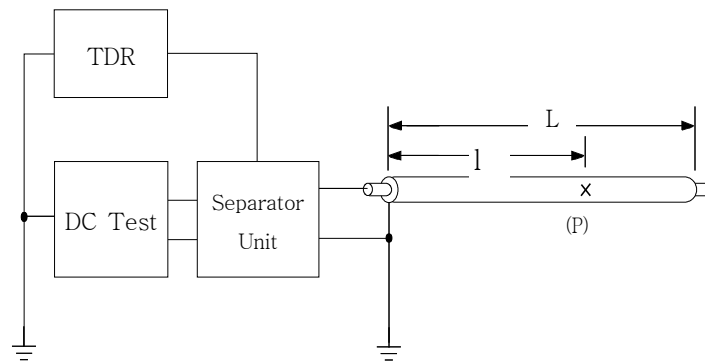 TDR
L
l
DC Test
Separator
Unit
x
(P)